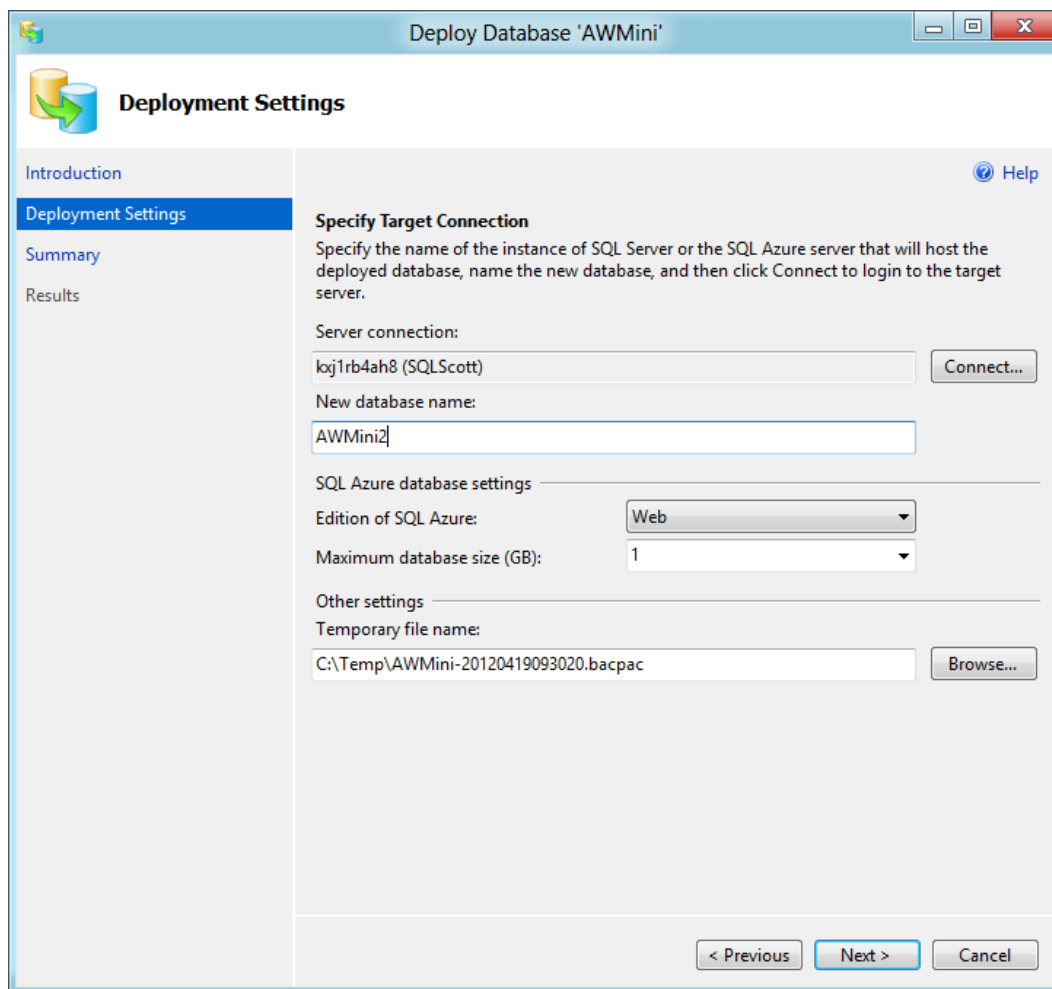 Deploy Database 'AWMini'
Deployment Settings
Introduction
Deployment Settings
Summary
Results
Help
Specify Target Connection
Specify the name of the instance of SQL Server or the SQL Azure server that will host the
deployed database, name the new database, and then click Connect to login to the target
server.
Server connection:
kxj1rb4ah8 (SQLScott)
Connect...
New database name:
AWMini2
SQL Azure database settings
Edition of SQL Azure:
Web
Maximum database size (GB):
1
Other settings
Temporary file name:
C:\Temp\AWMini-20120419093020.bacpac
Browse...
< Previous
Next >
Cancel